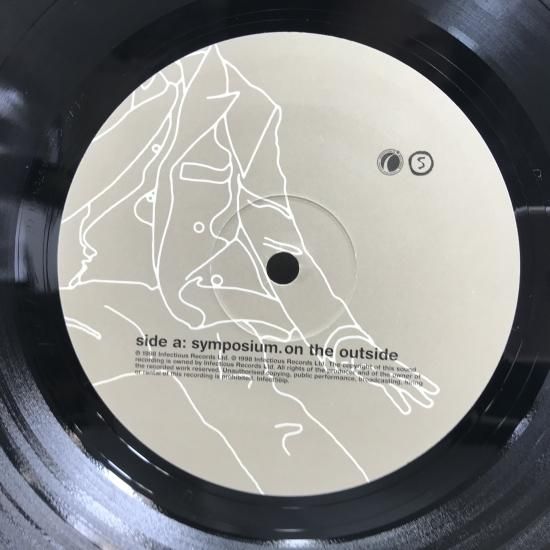 S
side a: symposium. on the outside
℗ 1998 Infectious Records Ltd. © 1998 Infectious Records Ltd. The copyright of this sound
recording is owned by Infectious Records Ltd. All rights of the producer and of the owner of
the recorded work reserved. Unauthorised copying, public performance, broadcasting, hiring
or rental of this recording is prohibited.